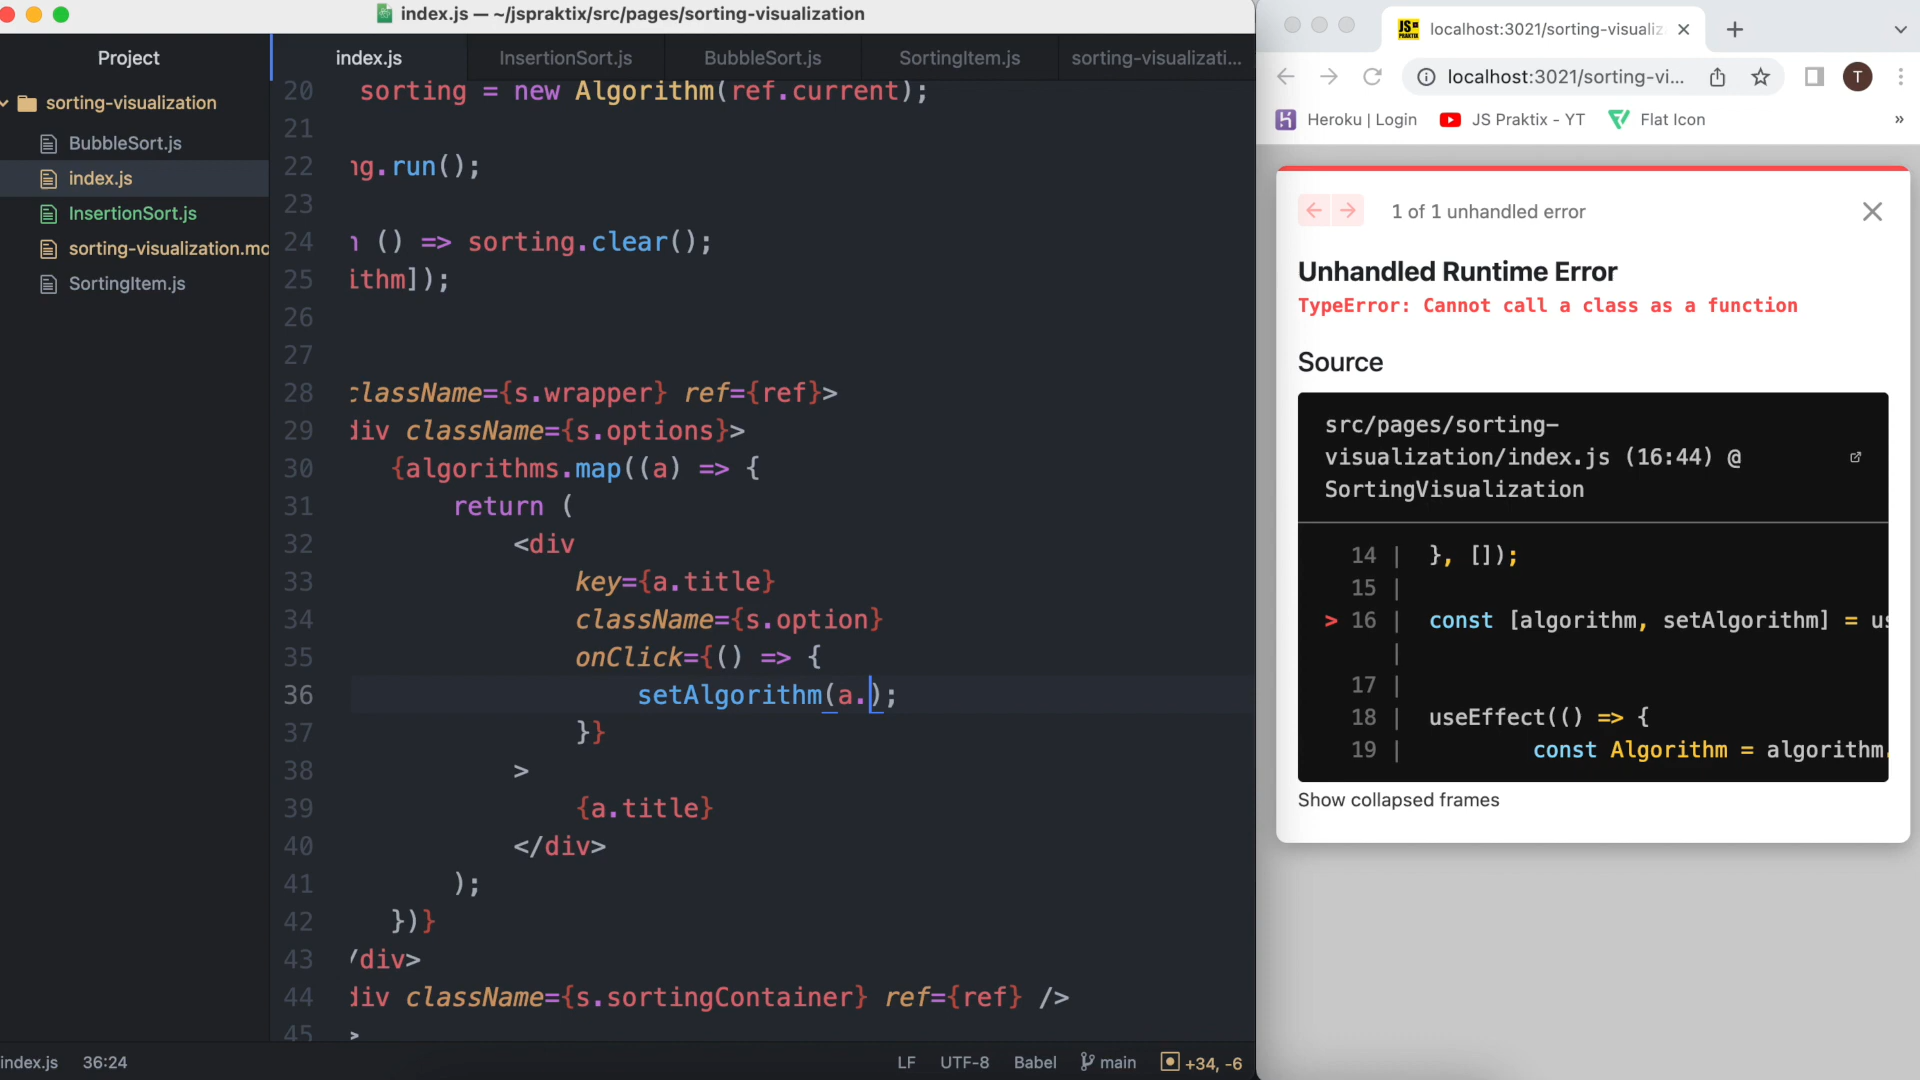 index.js — ~/jspraktix/src/pages/sorting-visualization
Project
sorting-visualization
BubbleSort.js
index.js
InsertionSort.js
sorting-visualization.mo
SortingItem.js
index.js
InsertionSort.js
BubbleSort.js
SortingItem.js
sorting-visualizati...
20 sorting = new Algorithm(ref.current);
21
22 ng.run();
23
24 n () => sorting.clear();
25 ithm]);
26
27
28 className={s.wrapper} ref={ref}>
29 div className={s.options}>
30 {algorithms.map((a) => {
31 return (
32 <div
33 key={a.title}
34 className={s.option}
35 onClick={() => {
36 setAlgorithm(a.);
37 }}
38 >
39 {a.title}
40 </div>
41 );
42 })}
43 /div>
44 div className={s.sortingContainer} ref={ref} />
45 >
index.js 36:24
LF UTF-8 Babel main +34, -6
JS PRAKTIX
localhost:3021/sorting-visualiz
localhost:3021/sorting-vi...
T
Heroku | Login
JS Praktix - YT
Flat Icon
»
1 of 1 unhandled error
Unhandled Runtime Error
TypeError: Cannot call a class as a function
Source
src/pages/sorting-
visualization/index.js (16:44) @
SortingVisualization
14 | }, []);
15 |
> 16 | const [algorithm, setAlgorithm] = us
|
17 |
18 | useEffect(() => {
19 | const Algorithm = algorithm.
Show collapsed frames